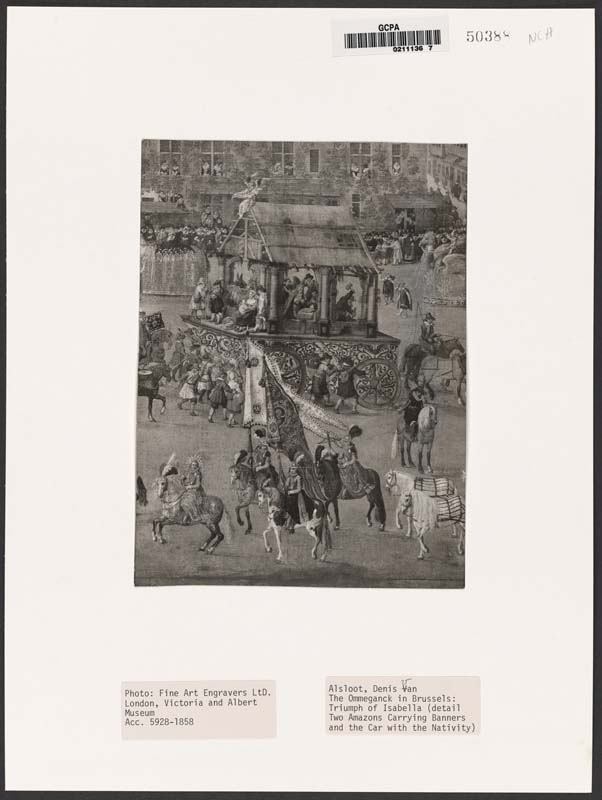 GCPA
0211136 7
50388
NCH
Photo: Fine Art Engravers LtD.
London, Victoria and Albert
Museum
Acc. 5928-1858
Alsloot, Denis Van
The Ommeganck in Brussels:
Triumph of Isabella (detail
Two Amazons Carrying Banners
and the Car with the Nativity)